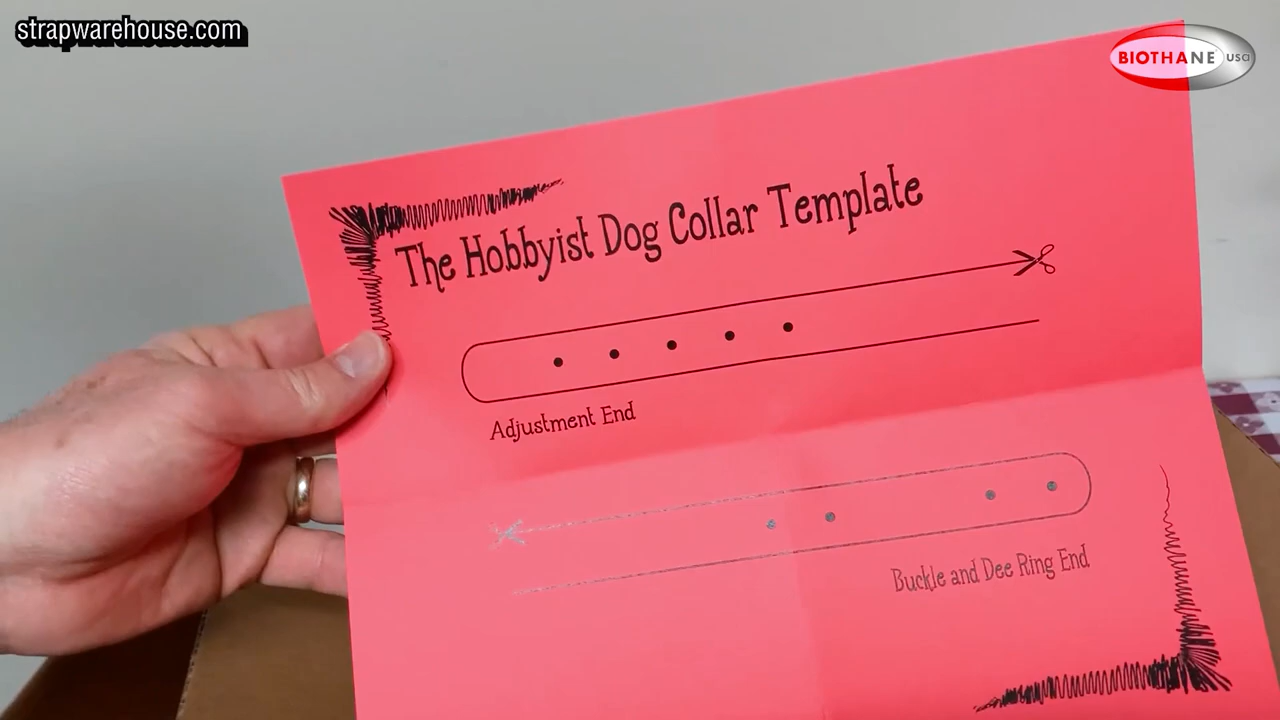 strapwarehouse.com
BIOTHANE usa
The Hobbyist Dog Collar Template
Adjustment End
Buckle and Dee Ring End